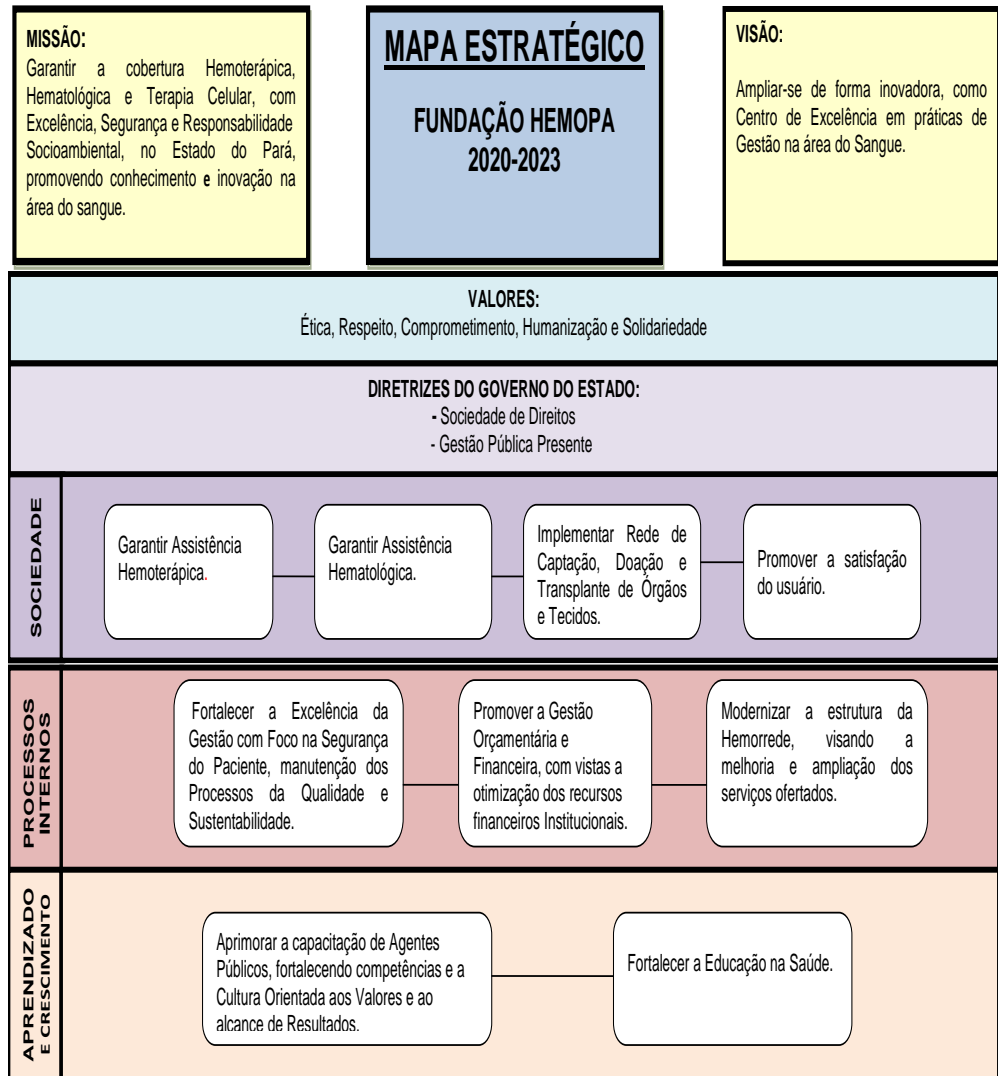 MISSÃO:
Garantir a cobertura Hemoterápica,
Hematológica e Terapia Celular, com
Excelência, Segurança e Responsabilidade
Socioambiental, no Estado do Pará,
promovendo conhecimento e inovação na
área do sangue.
MAPA ESTRATÉGICO
FUNDAÇÃO HEMOPA
2020-2023
VISÃO:
Ampliar-se de forma inovadora, como
Centro de Excelência em práticas de
Gestão na área do Sangue.
VALORES:
Ética, Respeito, Comprometimento, Humanização e Solidariedade
DIRETRIZES DO GOVERNO DO ESTADO:
- Sociedade de Direitos
- Gestão Pública Presente
SOCIEDADE
Garantir Assistência
Hemoterápica.
Garantir Assistência
Hematológica.
Implementar Rede de
Captação, Doação e
Transplante de Órgãos
e Tecidos.
Promover a satisfação
do usuário.
PROCESSOS
INTERNOS
Fortalecer a Excelência da
Gestão com Foco na Segurança
do Paciente, manutenção dos
Processos da Qualidade e
Sustentabilidade.
Promover a Gestão
Orçamentária e
Financeira, com vistas a
otimização dos recursos
financeiros Institucionais.
Modernizar a estrutura da
Hemorrede, visando a
melhoria e ampliação dos
serviços ofertados.
APRENDIZADO
E CRESCIMENTO
Aprimorar a capacitação de Agentes
Públicos, fortalecendo competências e a
Cultura Orientada aos Valores e ao
alcance de Resultados.
Fortalecer a Educação na Saúde.